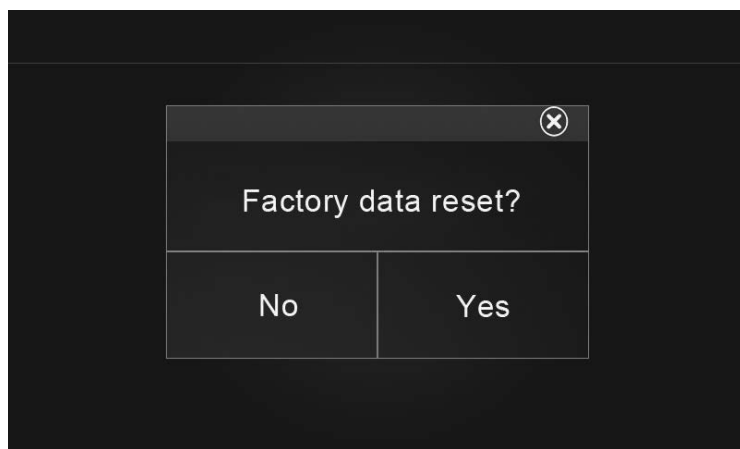 Factory data reset?
No
Yes